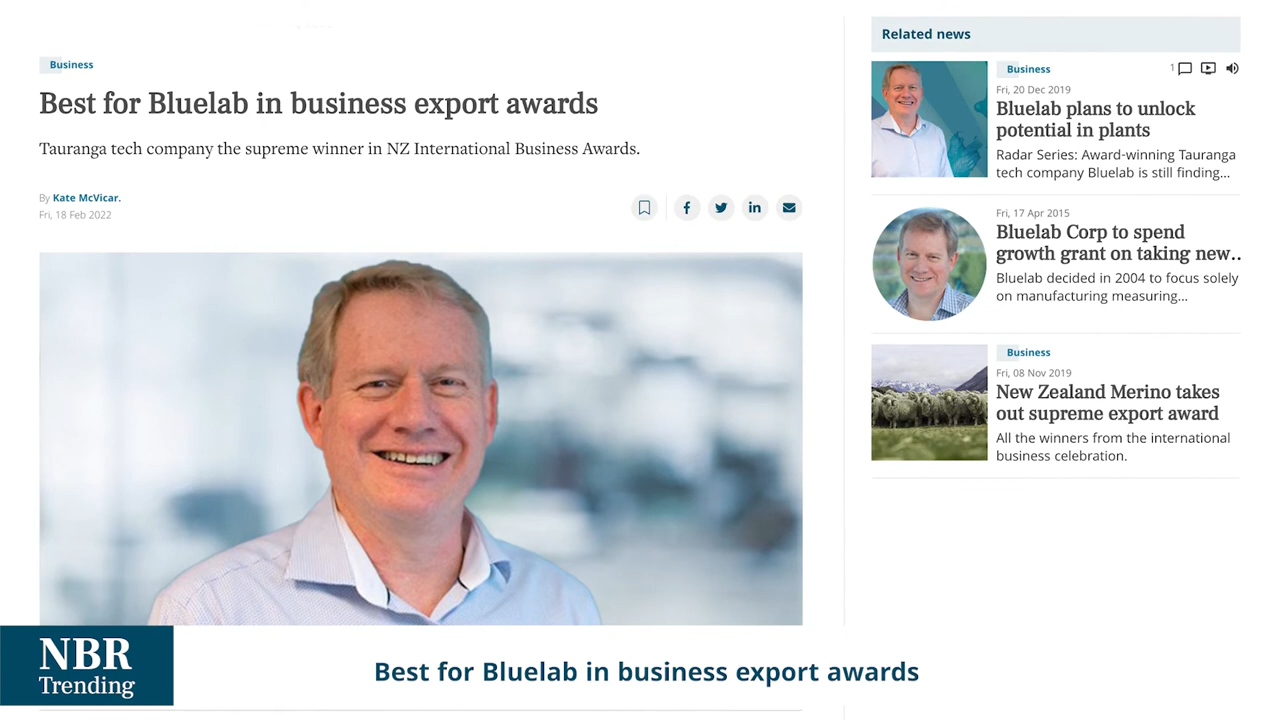 Business
Best for Bluelab in business export awards
Tauranga tech company the supreme winner in NZ International Business Awards.
By Kate McVicar.
Fri, 18 Feb 2022
Related news
Business
1
Fri, 20 Dec 2019
Bluelab plans to unlock
potential in plants
Radar Series: Award-winning Tauranga
tech company Bluelab is still finding...
Fri, 17 Apr 2015
Bluelab Corp to spend
growth grant on taking new..
Bluelab decided in 2004 to focus solely
on manufacturing measuring...
Business
Fri, 08 Nov 2019
New Zealand Merino takes
out supreme export award
All the winners from the international
business celebration.
NBR
Trending
Best for Bluelab in business export awards